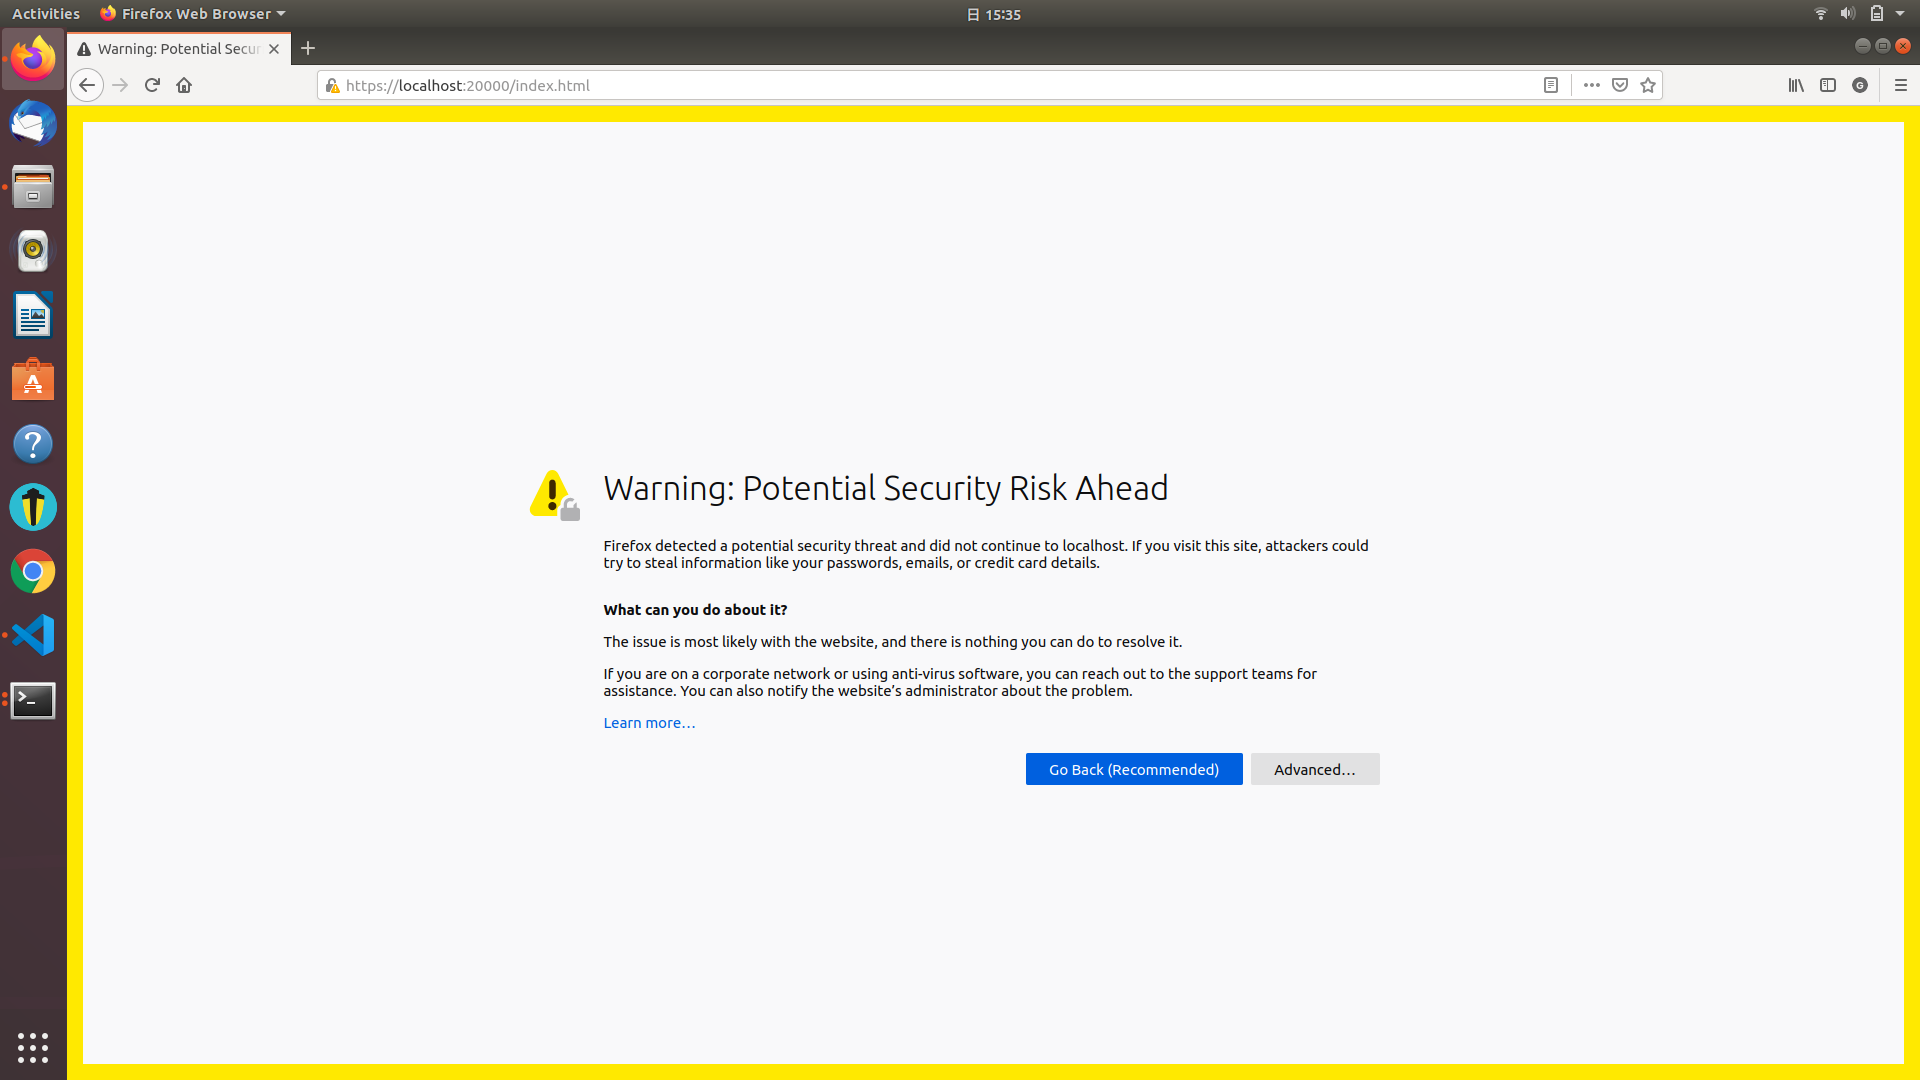 Activities
Firefox Web Browser
日 15:35
Warning: Potential Secur
https://localhost:20000/index.html
G
Warning: Potential Security Risk Ahead
Firefox detected a potential security threat and did not continue to localhost. If you visit this site, attackers could
try to steal information like your passwords, emails, or credit card details.
What can you do about it?
The issue is most likely with the website, and there is nothing you can do to resolve it.
If you are on a corporate network or using anti-virus software, you can reach out to the support teams for
assistance. You can also notify the website’s administrator about the problem.
Learn more…
Go Back (Recommended)
Advanced…